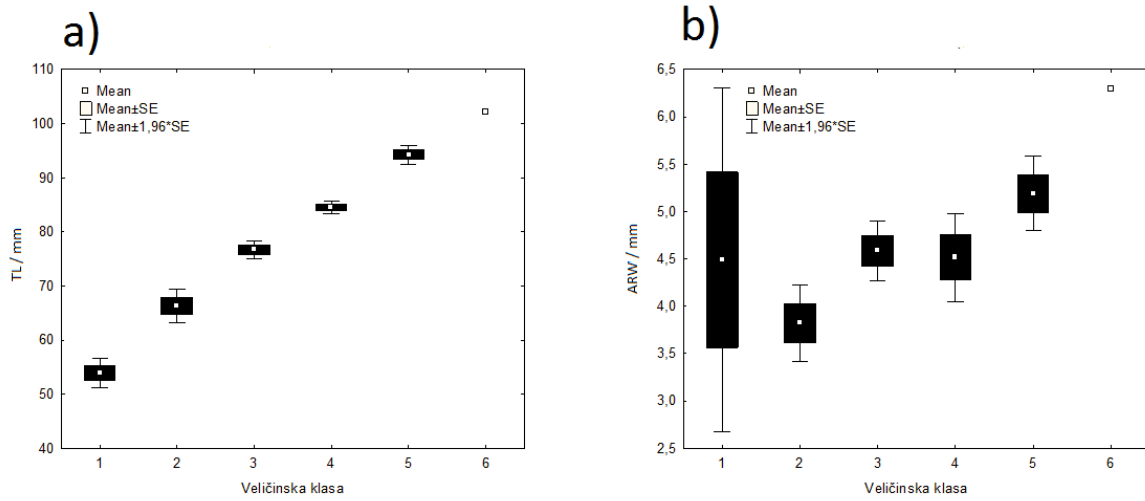 a)
110
100
90
80
70
60
50
40
TL / mm
Mean
Mean±SE
Mean±1,96*SE
1 2 3 4 5 6
Veličinska klasa
b)
6,5
6,0
5,5
5,0
4,5
4,0
3,5
3,0
2,5
ARW / mm
Mean
Mean±SE
Mean±1,96*SE
1 2 3 4 5 6
Veličinska klasa